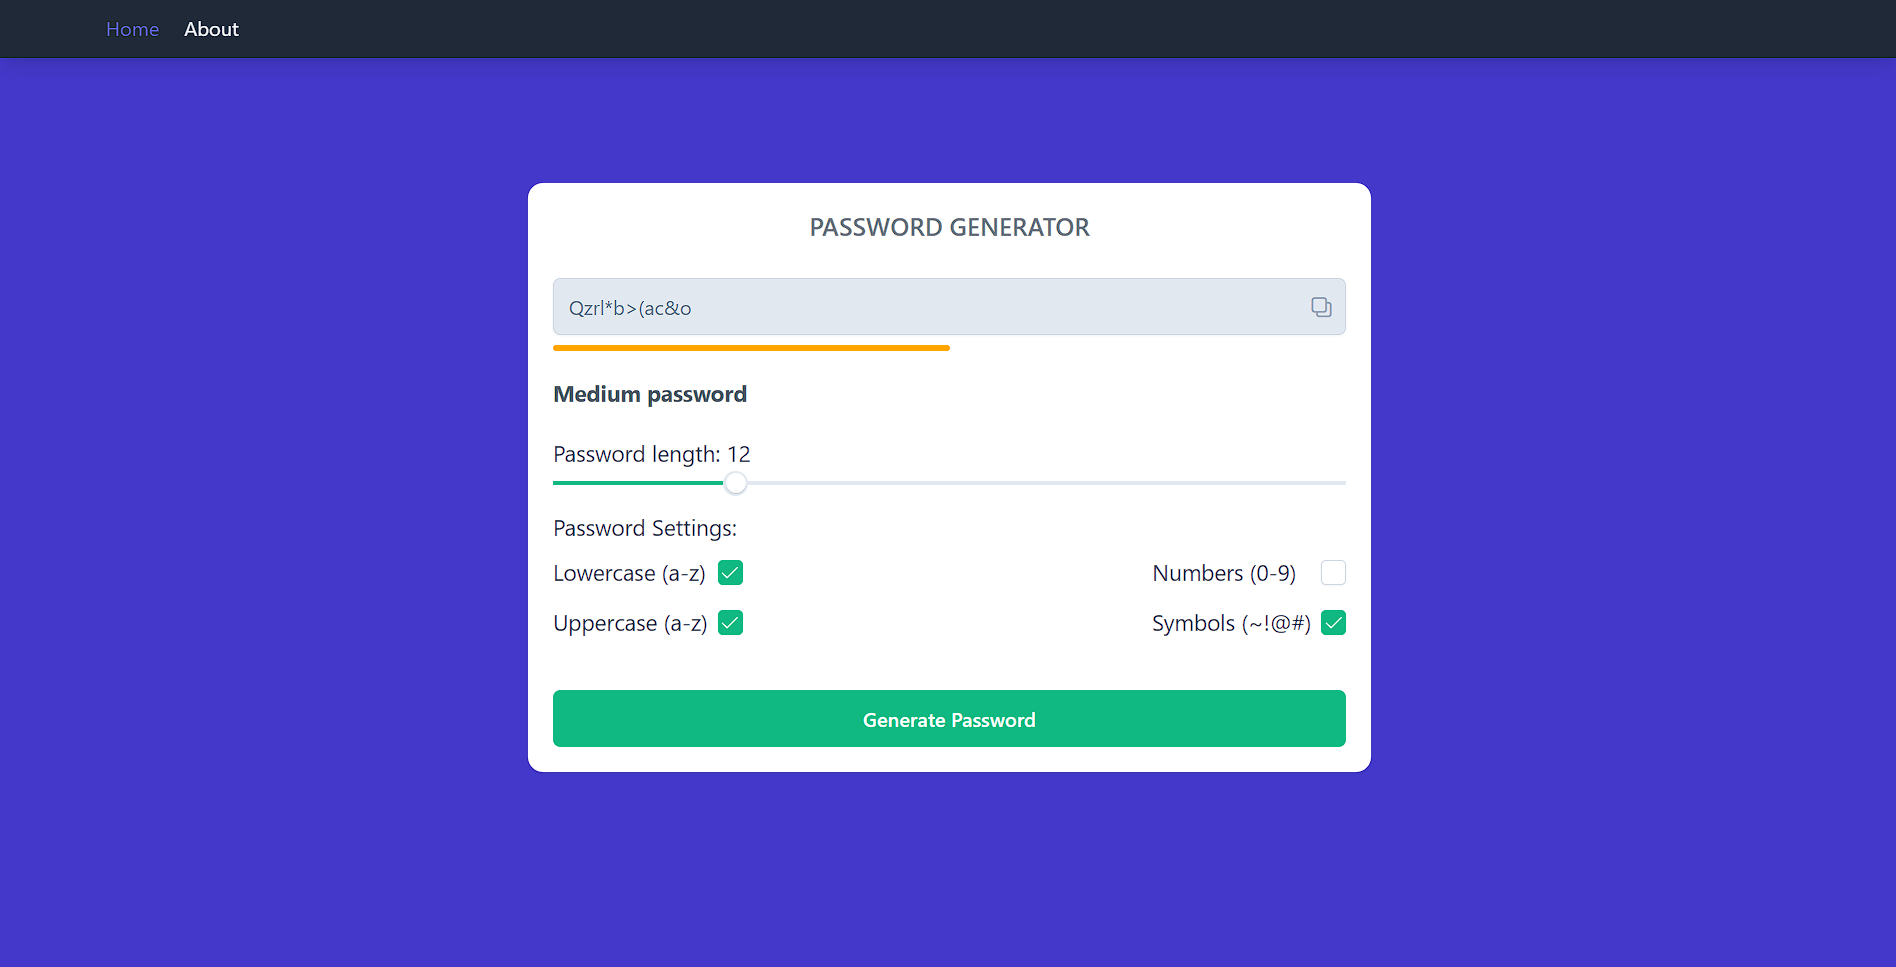 Home About
PASSWORD GENERATOR
Qzrl*b>(ac&o
Medium password
Password length: 12
Password Settings:
Lowercase (a-z) Numbers (0-9)
Uppercase (a-z) Symbols (~!@#)
Generate Password